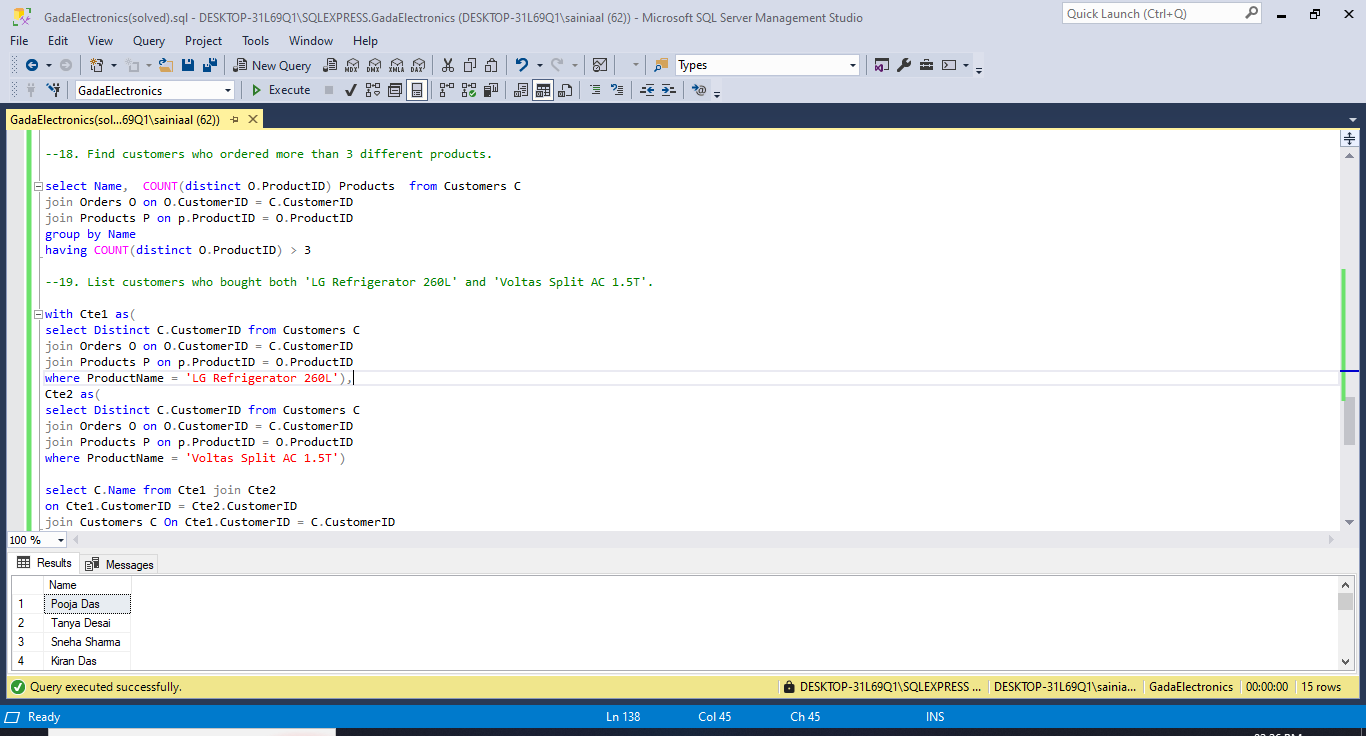 GadaElectronics(solved).sql - DESKTOP-31L69Q1\SQLEXPRESS.GadaElectronics (DESKTOP-31L69Q1\sainiaal (62)) - Microsoft SQL Server Management Studio
Quick Launch (Ctrl+Q)
File Edit View Query Project Tools Window Help
New Query MDX DMX XMLA DAX Types
GadaElectronics Execute
GadaElectronics(sol...69Q1\sainiaal (62))
--18. Find customers who ordered more than 3 different products.
select Name,  COUNT(distinct O.ProductID) Products  from Customers C
join Orders O on O.CustomerID = C.CustomerID
join Products P on p.ProductID = O.ProductID
group by Name
having COUNT(distinct O.ProductID) > 3
--19. List customers who bought both 'LG Refrigerator 260L' and 'Voltas Split AC 1.5T'.
with Cte1 as(
select Distinct C.CustomerID from Customers C
join Orders O on O.CustomerID = C.CustomerID
join Products P on p.ProductID = O.ProductID
where ProductName = 'LG Refrigerator 260L'),
Cte2 as(
select Distinct C.CustomerID from Customers C
join Orders O on O.CustomerID = C.CustomerID
join Products P on p.ProductID = O.ProductID
where ProductName = 'Voltas Split AC 1.5T')
select C.Name from Cte1 join Cte2
on Cte1.CustomerID = Cte2.CustomerID
join Customers C On Cte1.CustomerID = C.CustomerID
100 %
Results Messages
Name
1 Pooja Das
2 Tanya Desai
3 Sneha Sharma
4 Kiran Das
Query executed successfully. DESKTOP-31L69Q1\SQLEXPRESS ... DESKTOP-31L69Q1\sainia... GadaElectronics 00:00:00 15 rows
Ready Ln 138 Col 45 Ch 45 INS